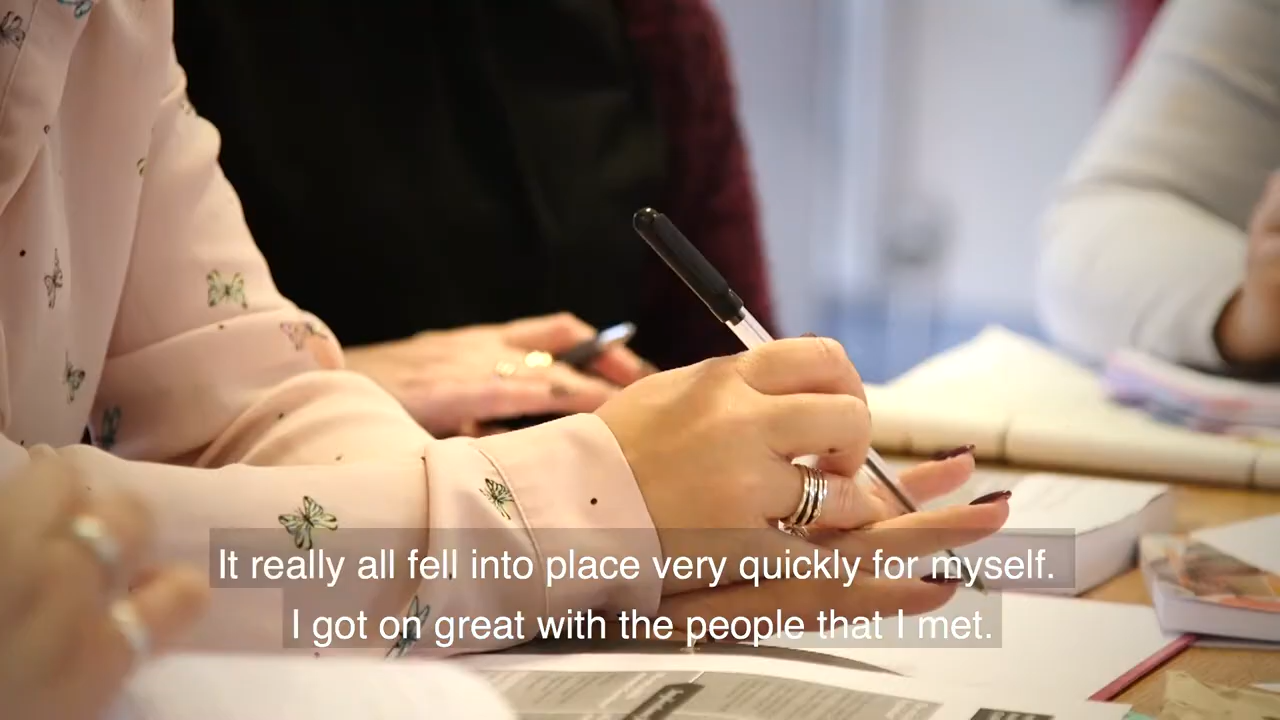 It really all fell into place very quickly for myself.
I got on great with the people that I met.